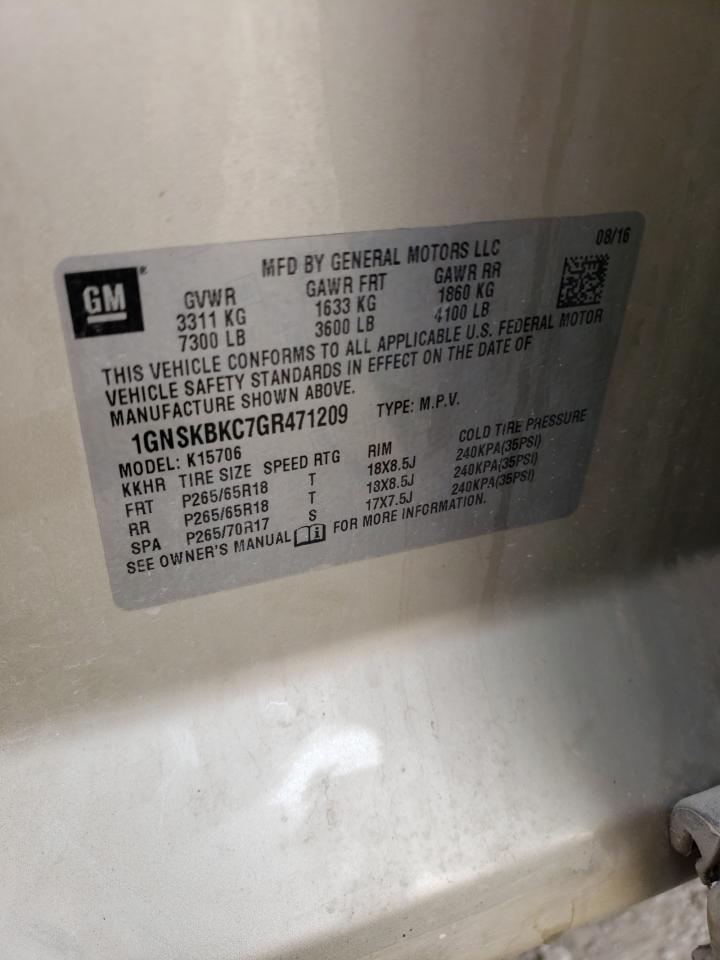 08/16
GM®
MFD BY GENERAL MOTORS LLC
GVWR GAWR FRT GAWR RR
3311 KG 1633 KG 1860 KG
7300 LB 3600 LB 4100 LB
THIS VEHICLE CONFORMS TO ALL APPLICABLE U.S. FEDERAL MOTOR
VEHICLE SAFETY STANDARDS IN EFFECT ON THE DATE OF
MANUFACTURE SHOWN ABOVE.
1GNSKBKC7GR471209 TYPE: M.P.V.
MODEL: K15706
KKHR TIRE SIZE SPEED RTG RIM COLD TIRE PRESSURE
FRT P265/65R18 T 18X8.5J 240KPA(35PSI)
RR P265/65R18 T 18X8.5J 240KPA(35PSI)
SPA P265/70R17 S 17X7.5J 240KPA(35PSI)
SEE OWNER'S MANUAL FOR MORE INFORMATION.